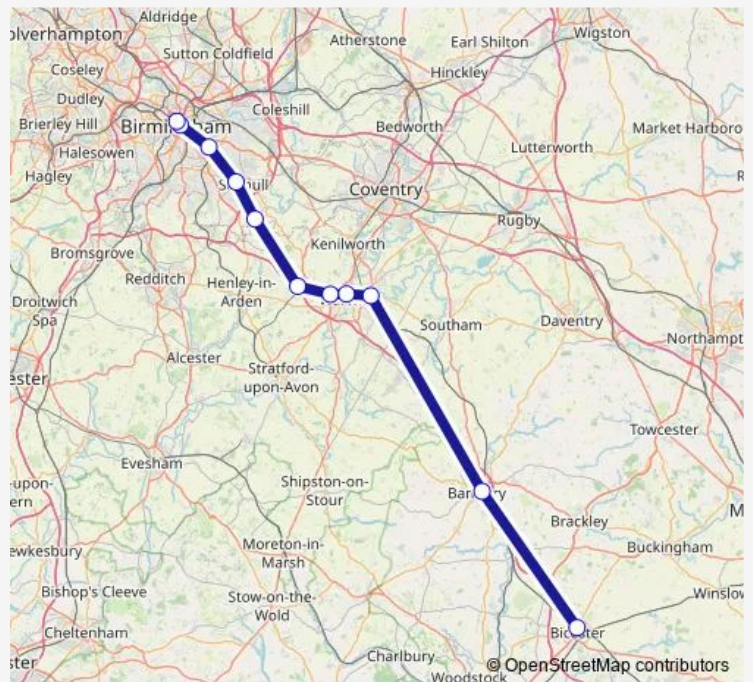 Aldridge
olverhampton
Sutton Coldfield
Atherstone
Earl Shilton
Wigston
Coseley
Hinckley
Dudley
Coleshill
Brierley Hill
Bedworth
Market Harboro
Halesowen
Lutterworth
Hagley
Coventry
Rugby
Kenilworth
Bromsgrove
Redditch
Henley-in-
Arden
Droitwich
Spa
Southam
Daventry
Northampt
Alcester
Stratford-
upon-Avon
ester
Towcester
Evesham
Shipston-on-
Stour
-upon-
ern
Brackley
M
Buckingham
ewkesbury
Moreton-in-
Marsh
Bishop's Cleeve
Stow-on-the-
Wold
Winslow
Cheltenham
ster
Charlbury
Woodstock
© OpenStreetMap contributors